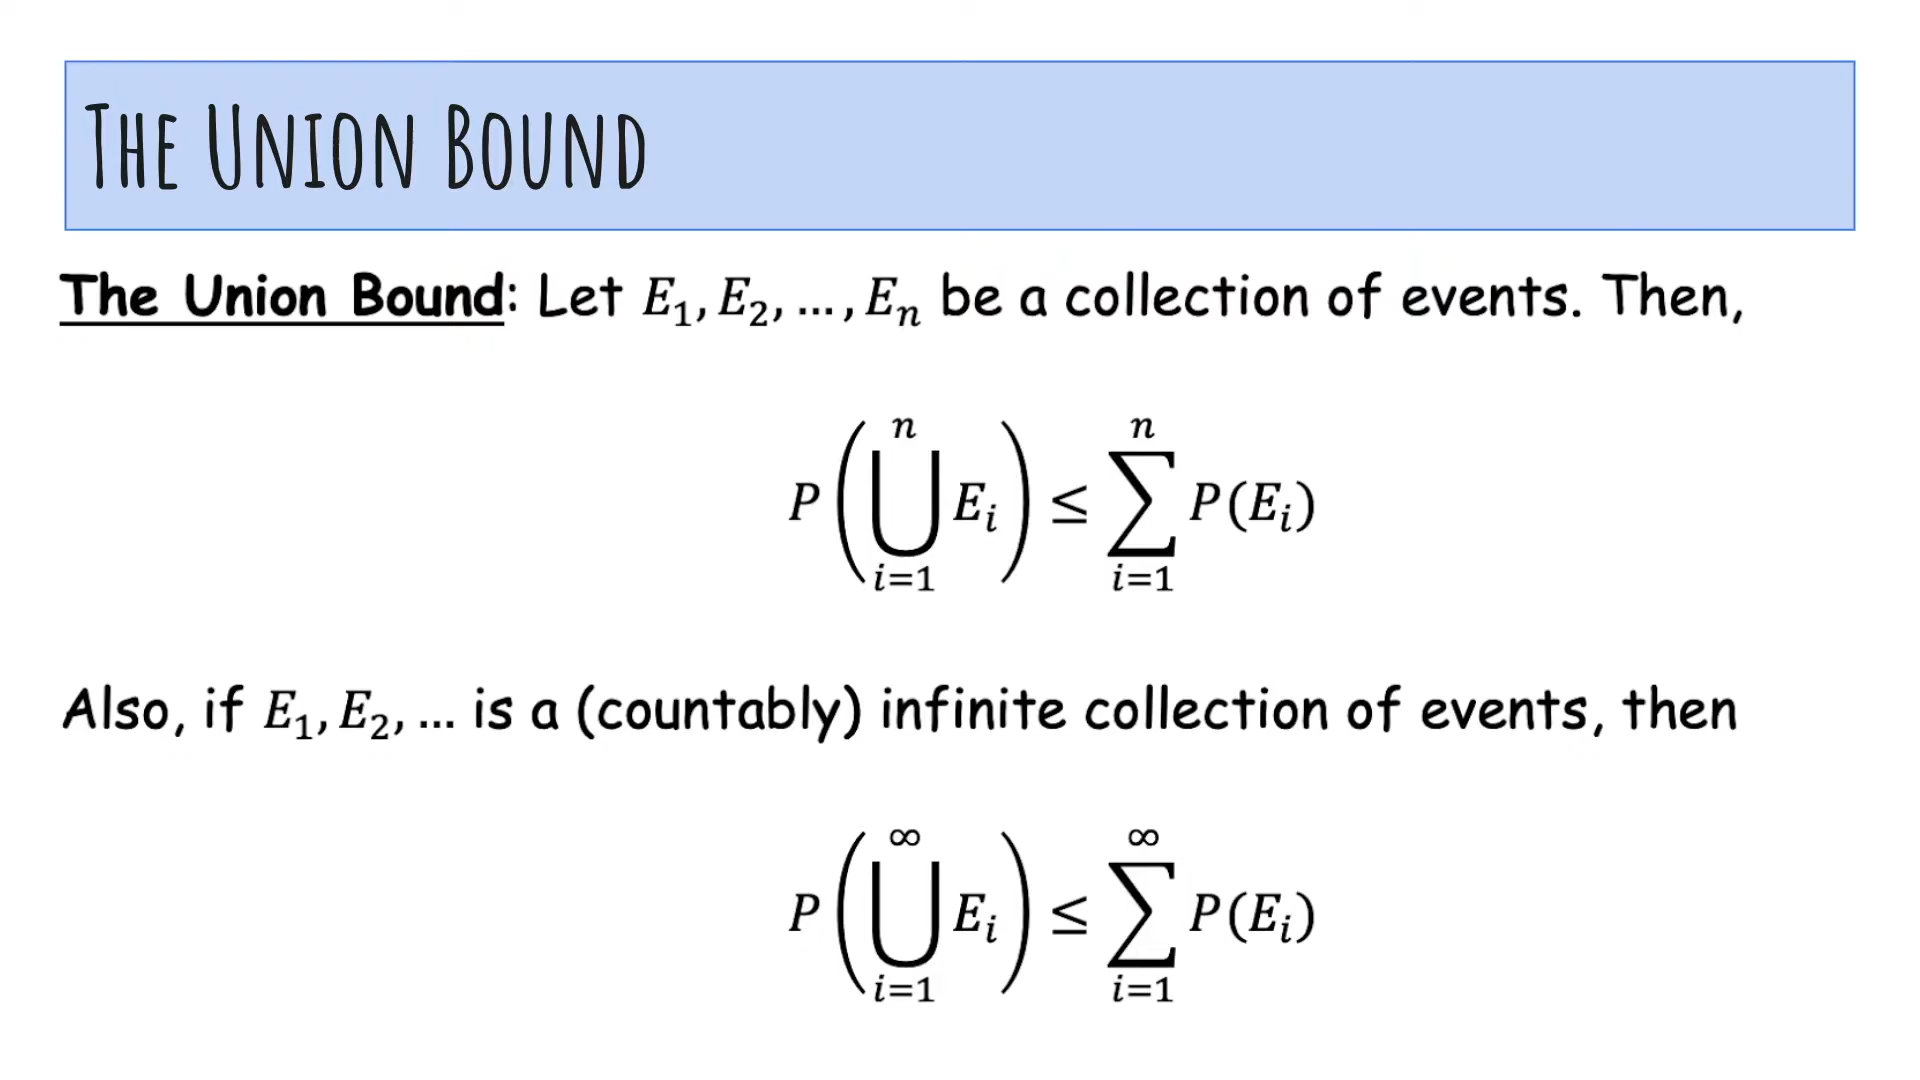 The Union Bound
The Union Bound: Let E₁, E₂, …, Eₙ be a collection of events. Then,
P(⋃ᵢ₌₁ⁿ Eᵢ) ≤ ∑ᵢ₌₁ⁿ P(Eᵢ)
Also, if E₁, E₂, … is a (countably) infinite collection of events, then
P(⋃ᵢ₌₁^∞ Eᵢ) ≤ ∑ᵢ₌₁^∞ P(Eᵢ)